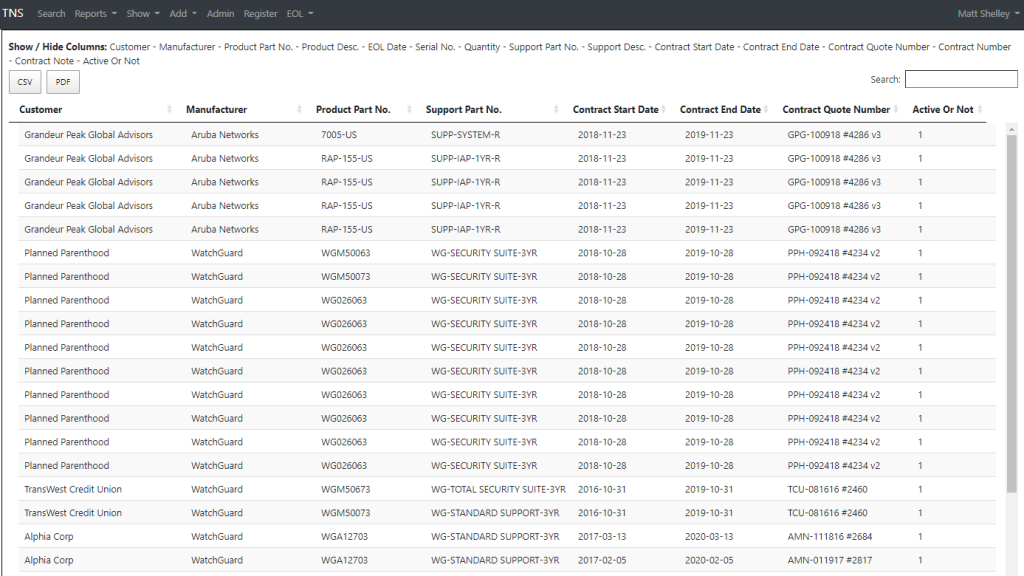 TNS Search Reports Show Add Admin Register EOL Matt Shelley
Show / Hide Columns: Customer - Manufacturer - Product Part No. - Product Desc. - EOL Date - Serial No. - Quantity - Support Part No. - Support Desc. - Contract Start Date - Contract End Date - Contract Quote Number - Contract Number
- Contract Note - Active Or Not
CSV PDF Search:
Customer Manufacturer Product Part No. Support Part No. Contract Start Date Contract End Date Contract Quote Number Active Or Not
Grandeur Peak Global Advisors Aruba Networks 7005-US SUPP-SYSTEM-R 2018-11-23 2019-11-23 GPG-100918 #4286 v3 1
Grandeur Peak Global Advisors Aruba Networks RAP-155-US SUPP-IAP-1YR-R 2018-11-23 2019-11-23 GPG-100918 #4286 v3 1
Grandeur Peak Global Advisors Aruba Networks RAP-155-US SUPP-IAP-1YR-R 2018-11-23 2019-11-23 GPG-100918 #4286 v3 1
Grandeur Peak Global Advisors Aruba Networks RAP-155-US SUPP-IAP-1YR-R 2018-11-23 2019-11-23 GPG-100918 #4286 v3 1
Grandeur Peak Global Advisors Aruba Networks RAP-155-US SUPP-IAP-1YR-R 2018-11-23 2019-11-23 GPG-100918 #4286 v3 1
Planned Parenthood WatchGuard WGM50063 WG-SECURITY SUITE-3YR 2018-10-28 2019-10-28 PPH-092418 #4234 v2 1
Planned Parenthood WatchGuard WGM50073 WG-SECURITY SUITE-3YR 2018-10-28 2019-10-28 PPH-092418 #4234 v2 1
Planned Parenthood WatchGuard WG026063 WG-SECURITY SUITE-3YR 2018-10-28 2019-10-28 PPH-092418 #4234 v2 1
Planned Parenthood WatchGuard WG026063 WG-SECURITY SUITE-3YR 2018-10-28 2019-10-28 PPH-092418 #4234 v2 1
Planned Parenthood WatchGuard WG026063 WG-SECURITY SUITE-3YR 2018-10-28 2019-10-28 PPH-092418 #4234 v2 1
Planned Parenthood WatchGuard WG026063 WG-SECURITY SUITE-3YR 2018-10-28 2019-10-28 PPH-092418 #4234 v2 1
Planned Parenthood WatchGuard WG026063 WG-SECURITY SUITE-3YR 2018-10-28 2019-10-28 PPH-092418 #4234 v2 1
Planned Parenthood WatchGuard WG026063 WG-SECURITY SUITE-3YR 2018-10-28 2019-10-28 PPH-092418 #4234 v2 1
Planned Parenthood WatchGuard WG026063 WG-SECURITY SUITE-3YR 2018-10-28 2019-10-28 PPH-092418 #4234 v2 1
Planned Parenthood WatchGuard WG026063 WG-SECURITY SUITE-3YR 2018-10-28 2019-10-28 PPH-092418 #4234 v2 1
TransWest Credit Union WatchGuard WGM50673 WG-TOTAL SECURITY SUITE-3YR 2016-10-31 2019-10-31 TCU-081616 #2460 1
TransWest Credit Union WatchGuard WGM50073 WG-STANDARD SUPPORT-3YR 2016-10-31 2019-10-31 TCU-081616 #2460 1
Alphia Corp WatchGuard WGA12703 WG-STANDARD SUPPORT-3YR 2017-03-13 2020-03-13 AMN-111816 #2684 1
Alphia Corp WatchGuard WGA12703 WG-STANDARD SUPPORT-3YR 2017-02-05 2020-02-05 AMN-011917 #2817 1